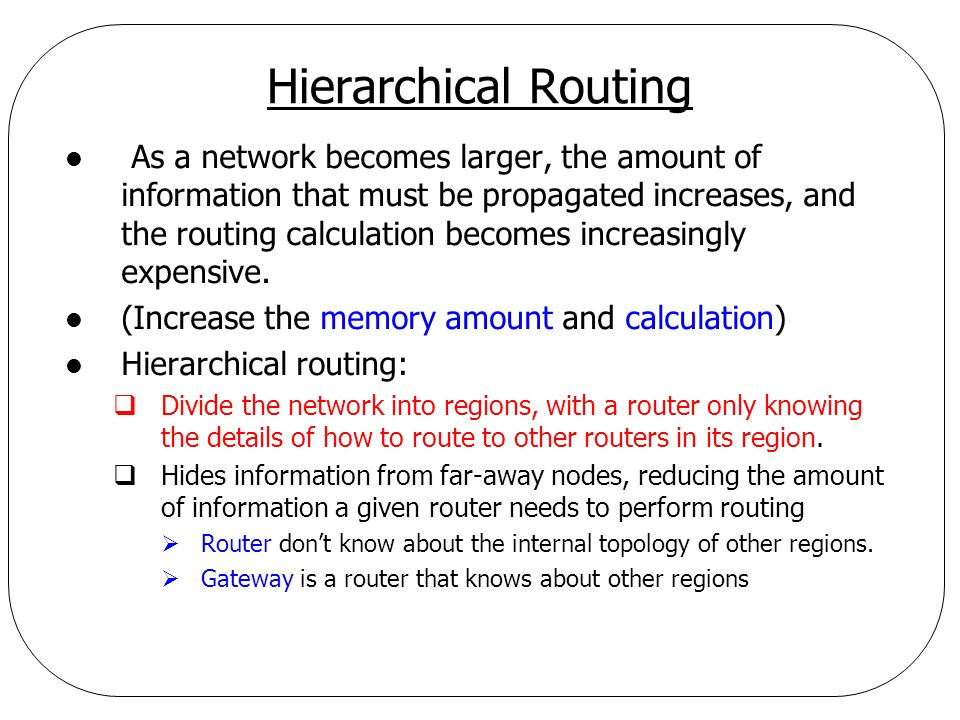 Hierarchical Routing
● As a network becomes larger, the amount of
information that must be propagated increases, and
the routing calculation becomes increasingly
expensive.
● (Increase the memory amount and calculation)
● Hierarchical routing:
❑ Divide the network into regions, with a router only knowing
the details of how to route to other routers in its region.
❑ Hides information from far-away nodes, reducing the amount
of information a given router needs to perform routing
➢ Router don’t know about the internal topology of other regions.
➢ Gateway is a router that knows about other regions